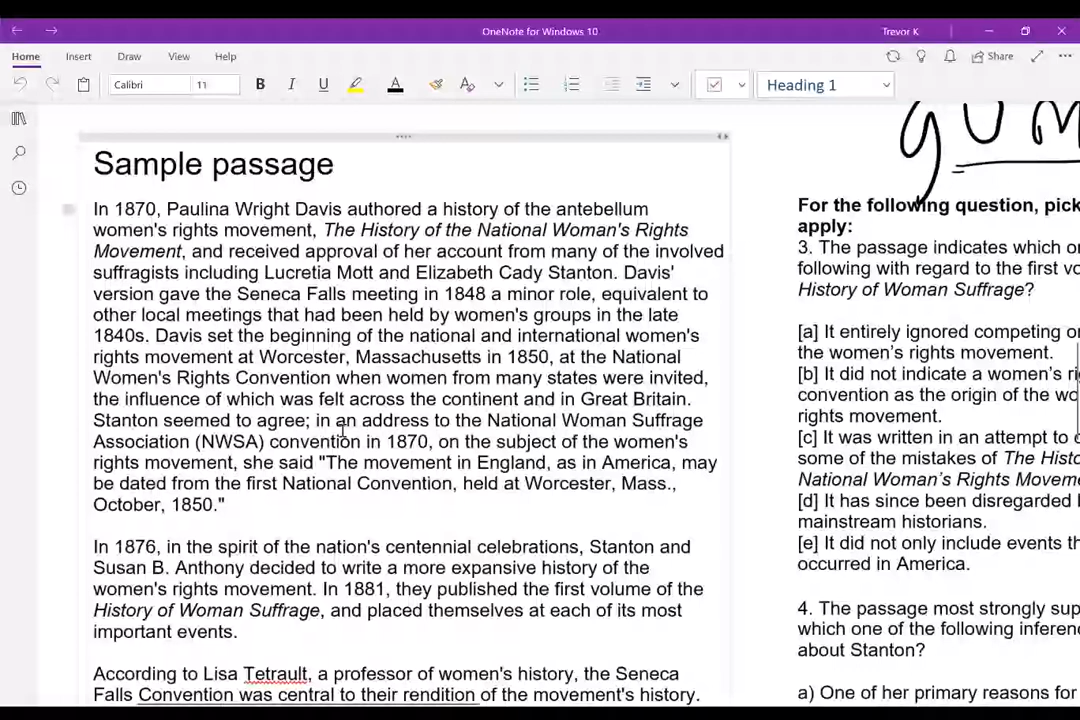 OneNote for Windows 10
Trevor K
Home Insert Draw View Help
Share
Calibri 11 B I U A Heading 1
gum
Sample passage
In 1870, Paulina Wright Davis authored a history of the antebellum
women's rights movement, The History of the National Woman's Rights
Movement, and received approval of her account from many of the involved
suffragists including Lucretia Mott and Elizabeth Cady Stanton. Davis'
version gave the Seneca Falls meeting in 1848 a minor role, equivalent to
other local meetings that had been held by women's groups in the late
1840s. Davis set the beginning of the national and international women's
rights movement at Worcester, Massachusetts in 1850, at the National
Women's Rights Convention when women from many states were invited,
the influence of which was felt across the continent and in Great Britain.
Stanton seemed to agree; in an address to the National Woman Suffrage
Association (NWSA) convention in 1870, on the subject of the women's
rights movement, she said "The movement in England, as in America, may
be dated from the first National Convention, held at Worcester, Mass.,
October, 1850."
In 1876, in the spirit of the nation's centennial celebrations, Stanton and
Susan B. Anthony decided to write a more expansive history of the
women's rights movement. In 1881, they published the first volume of the
History of Woman Suffrage, and placed themselves at each of its most
important events.
According to Lisa Tetrault, a professor of women's history, the Seneca
Falls Convention was central to their rendition of the movement's history.
For the following question, pick
apply:
3. The passage indicates which
following with regard to the first
History of Woman Suffrage?
[a] It entirely ignored competing
the women's rights movement.
[b] It did not indicate a women's
convention as the origin of the
rights movement.
[c] It was written in an attempt to
some of the mistakes of The
National Woman's Rights
[d] It has since been disregarded
mainstream historians.
[e] It did not only include events
occurred in America.
4. The passage most strongly
which one of the following
about Stanton?
a) One of her primary reasons for